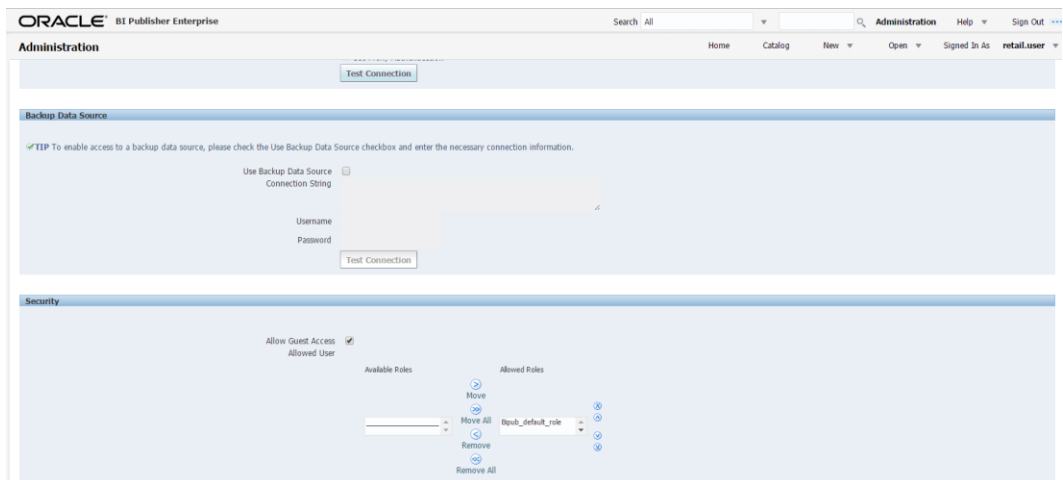 ORACLE BI Publisher Enterprise Search All Administration Help Sign Out
Administration Home Catalog New Open Signed In As retail.user
Test Connection
Backup Data Source
TIP To enable access to a backup data source, please check the Use Backup Data Source checkbox and enter the necessary connection information.
Use Backup Data Source
Connection String
Username
Password
Test Connection
Security
Allow Guest Access
Allowed User
Available Roles Allowed Roles
Move
Move All Bipub_default_role
Remove
Remove All